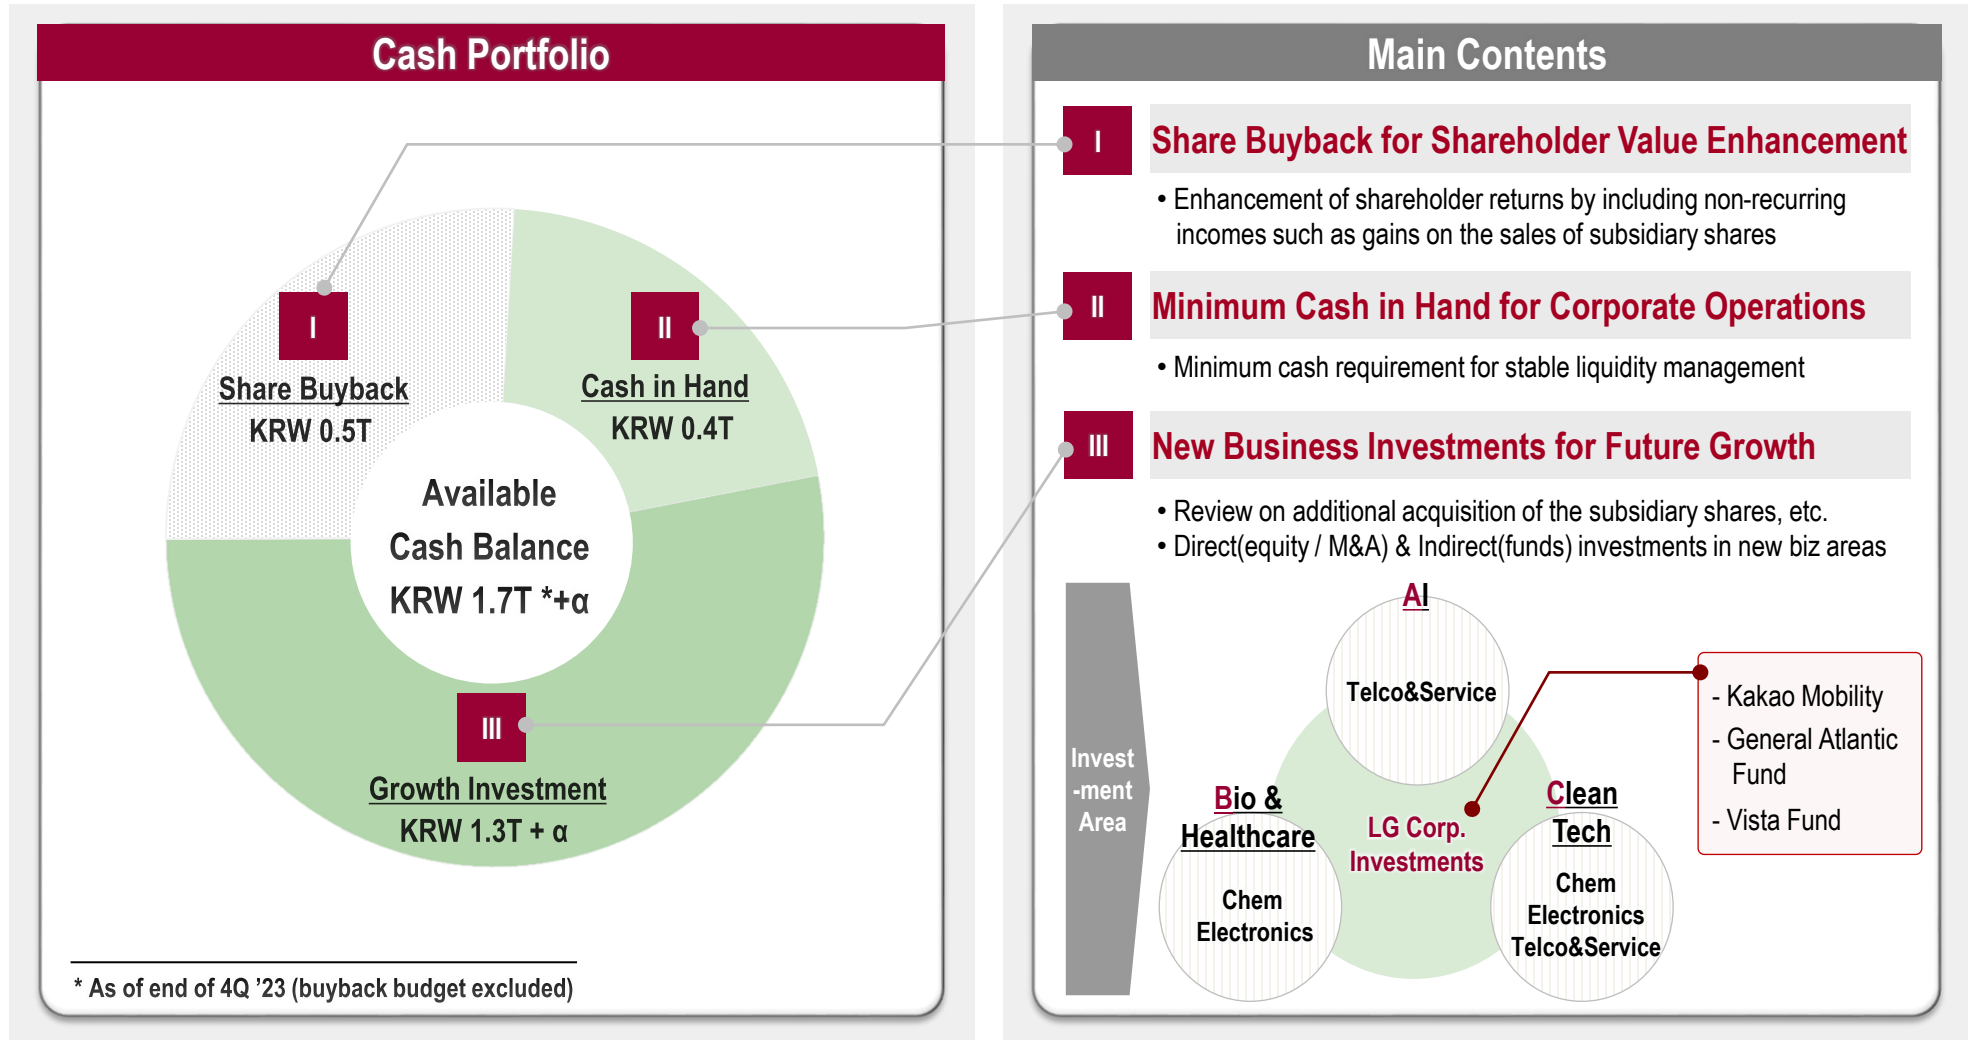 Cash Portfolio
I
Share Buyback
KRW 0.5T
II
Cash in Hand
KRW 0.4T
Available
Cash Balance
KRW 1.7T *+α
III
Growth Investment
KRW 1.3T + α
* As of end of 4Q ’23 (buyback budget excluded)
Main Contents
I
Share Buyback for Shareholder Value Enhancement
• Enhancement of shareholder returns by including non-recurring
incomes such as gains on the sales of subsidiary shares
II
Minimum Cash in Hand for Corporate Operations
• Minimum cash requirement for stable liquidity management
III
New Business Investments for Future Growth
• Review on additional acquisition of the subsidiary shares, etc.
• Direct(equity / M&A) & Indirect(funds) investments in new biz areas
Invest
-ment
Area
AI
Telco&Service
Bio &
Healthcare
Chem
Electronics
LG Corp.
Investments
Clean
Tech
Chem
Electronics
Telco&Service
- Kakao Mobility
- General Atlantic
Fund
- Vista Fund